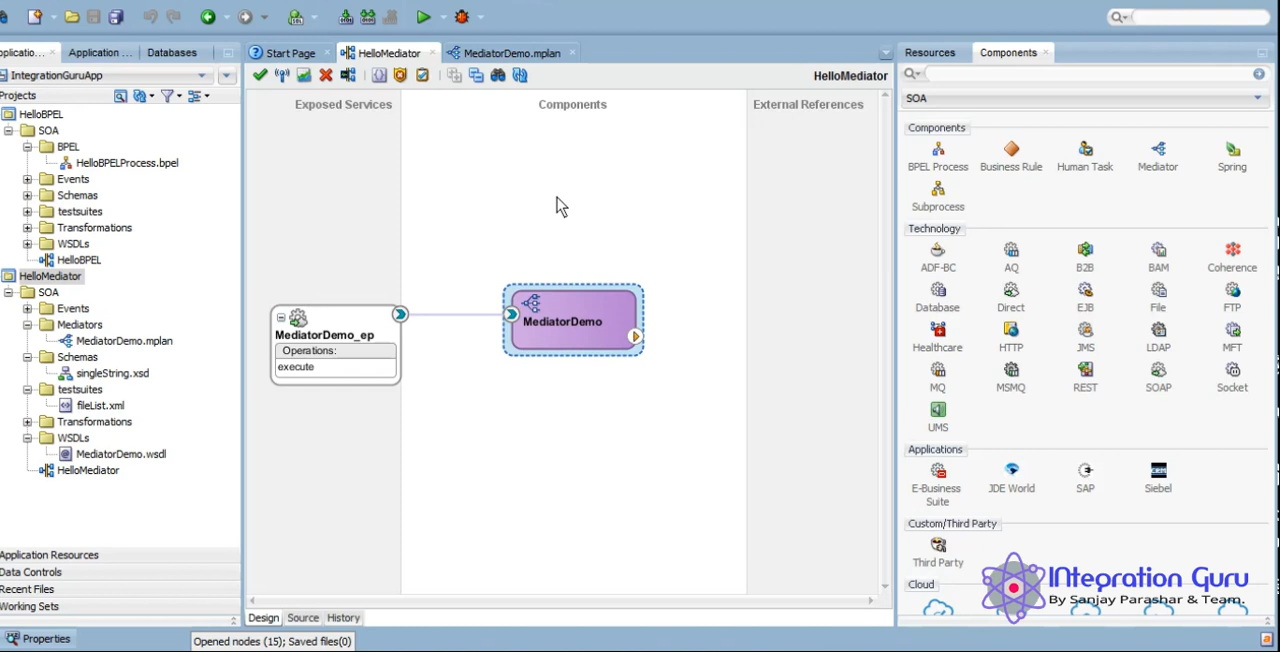 Application ...
Databases
Start Page
HelloMediator
MediatorDemo.mplan
Resources
Components
IntegrationGuruApp
HelloMediator
Projects
SOA
HelloBPEL
SOA
BPEL
HelloBPELProcess.bpel
Events
Schemas
testsuites
Transformations
WSDLs
HelloBPEL
HelloMediator
SOA
Events
Mediators
MediatorDemo.mplan
Schemas
singleString.xsd
testsuites
fileList.xml
Transformations
WSDLs
MediatorDemo.wsdl
HelloMediator
Application Resources
Data Controls
Recent Files
Working Sets
Properties
Exposed Services
Components
External References
MediatorDemo_ep
Operations:
execute
MediatorDemo
Design
Source
History
Opened nodes (15); Saved files(0)
Components
BPEL Process
Business Rule
Human Task
Mediator
Spring
Subprocess
Technology
ADF-BC
AQ
B2B
BAM
Coherence
Database
Direct
EJB
File
FTP
Healthcare
HTTP
JMS
LDAP
MFT
MQ
MSMQ
REST
SOAP
Socket
UMS
Applications
E-Business
Suite
JDE World
SAP
Siebel
Custom/Third Party
Third Party
Cloud
INtegration Guru
By Sanjay Parashar & Team.